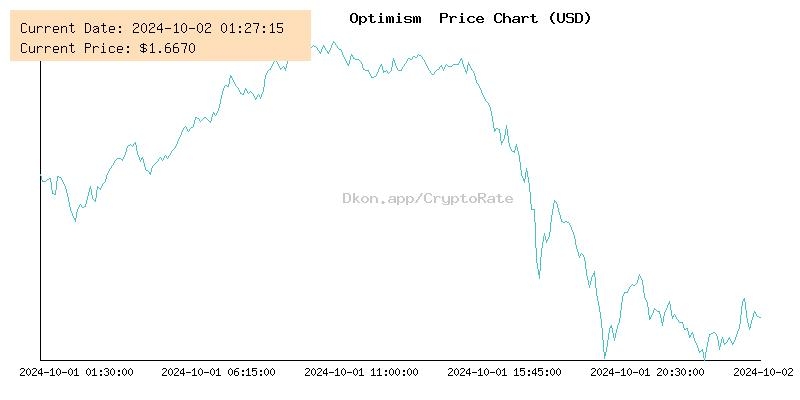 Optimism  Price Chart (USD)
Current Date: 2024-10-02 01:27:15
Current Price: $1.6670
Dkon.app/CryptoRate
2024-10-01 01:30:00 2024-10-01 06:15:00 2024-10-01 11:00:00 2024-10-01 15:45:00 2024-10-01 20:30:00 2024-10-02